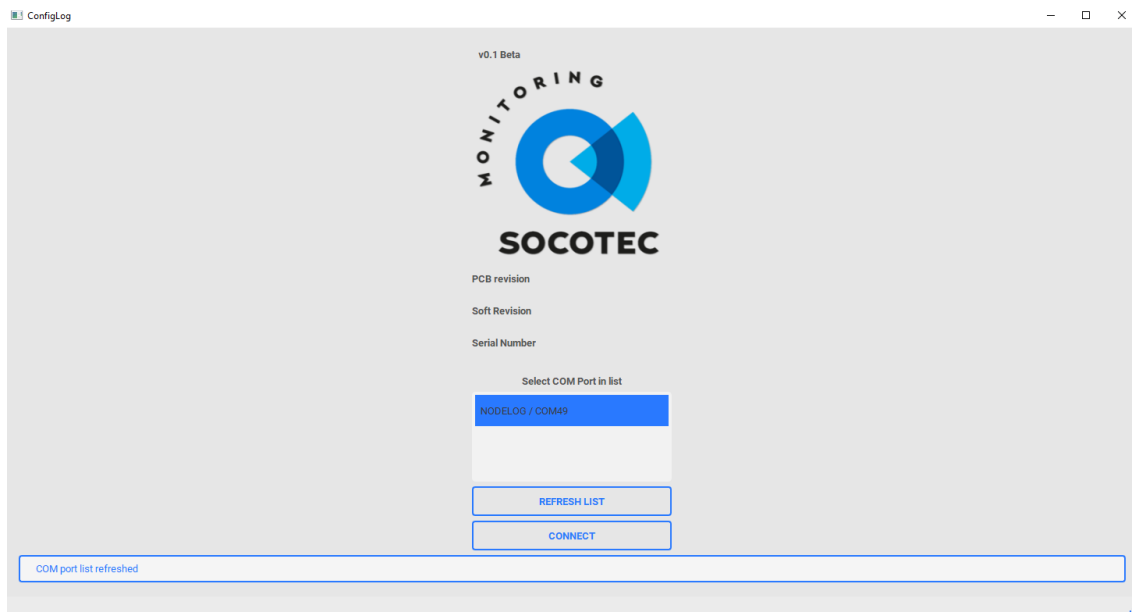 ConfigLog
v0.1 Beta
MONITORING
SOCOTEC
PCB revision
Soft Revision
Serial Number
Select COM Port in list
NODELOG / COM49
REFRESH LIST
CONNECT
COM port list refreshed